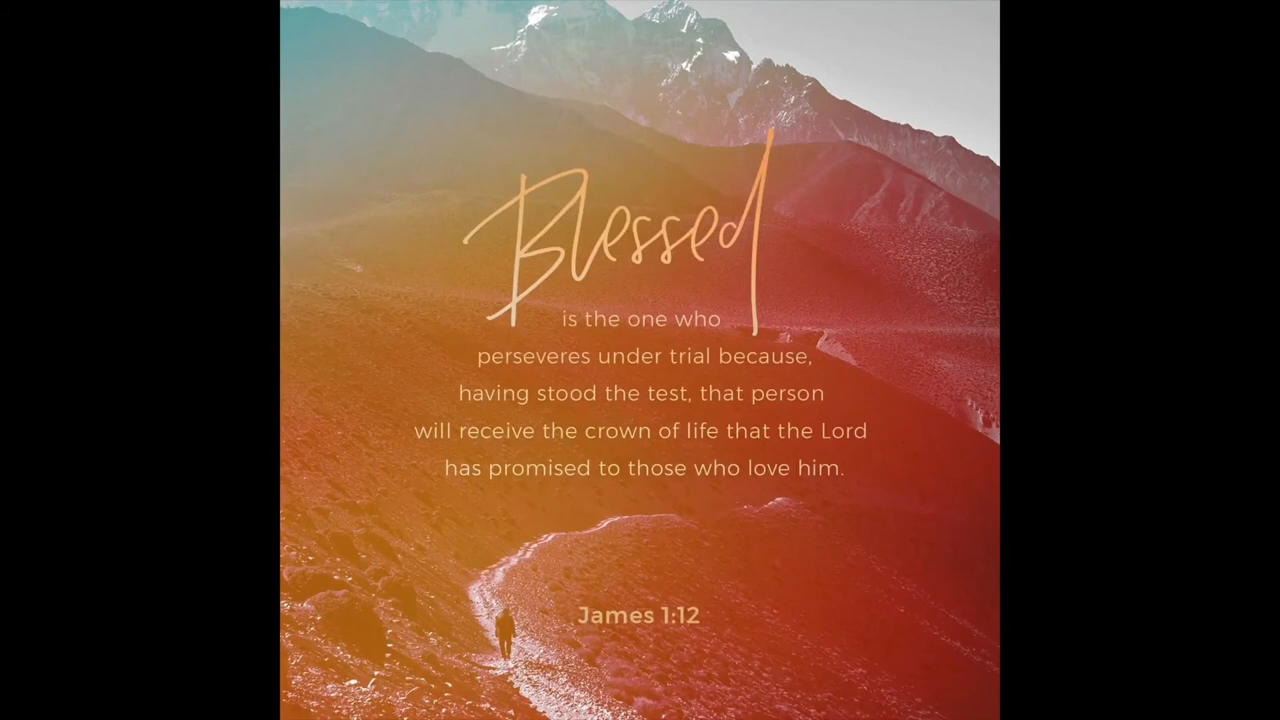 Blessed
is the one who
perseveres under trial because,
having stood the test, that person
will receive the crown of life that the Lord
has promised to those who love him.
James 1:12